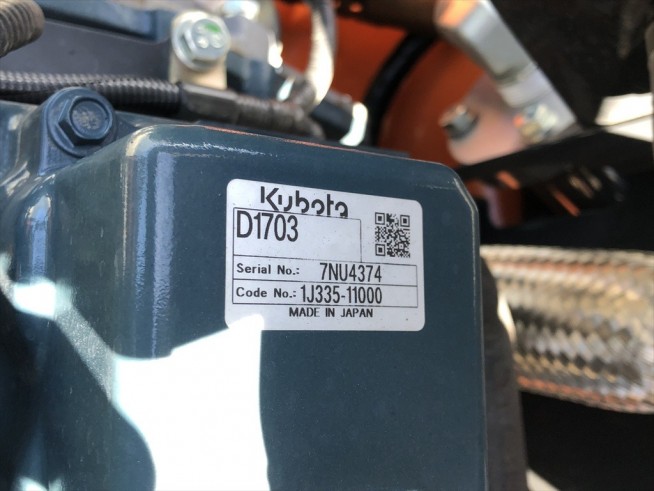 Kubota
D1703
Serial No.: 7NU4374
Code No.: 1J335-11000
MADE IN JAPAN